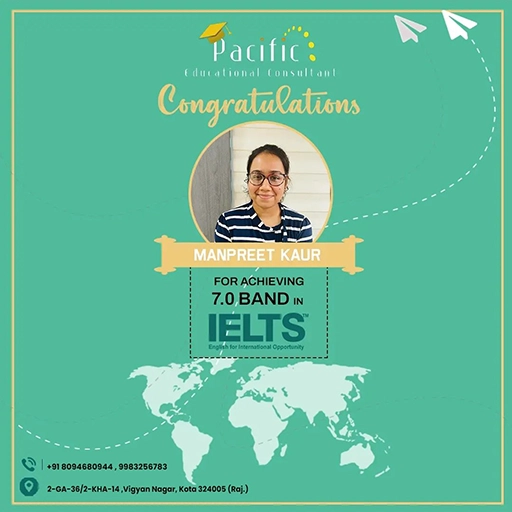 Pacific
Educational Consultant
Congratulations
MANPREET KAUR
FOR ACHIEVING
7.0 BAND IN
IELTS™
English for International Opportunity
+91 8094680944 , 9983256783
2-GA-36/2-KHA-14 ,Vigyan Nagar, Kota 324005 (Raj.)